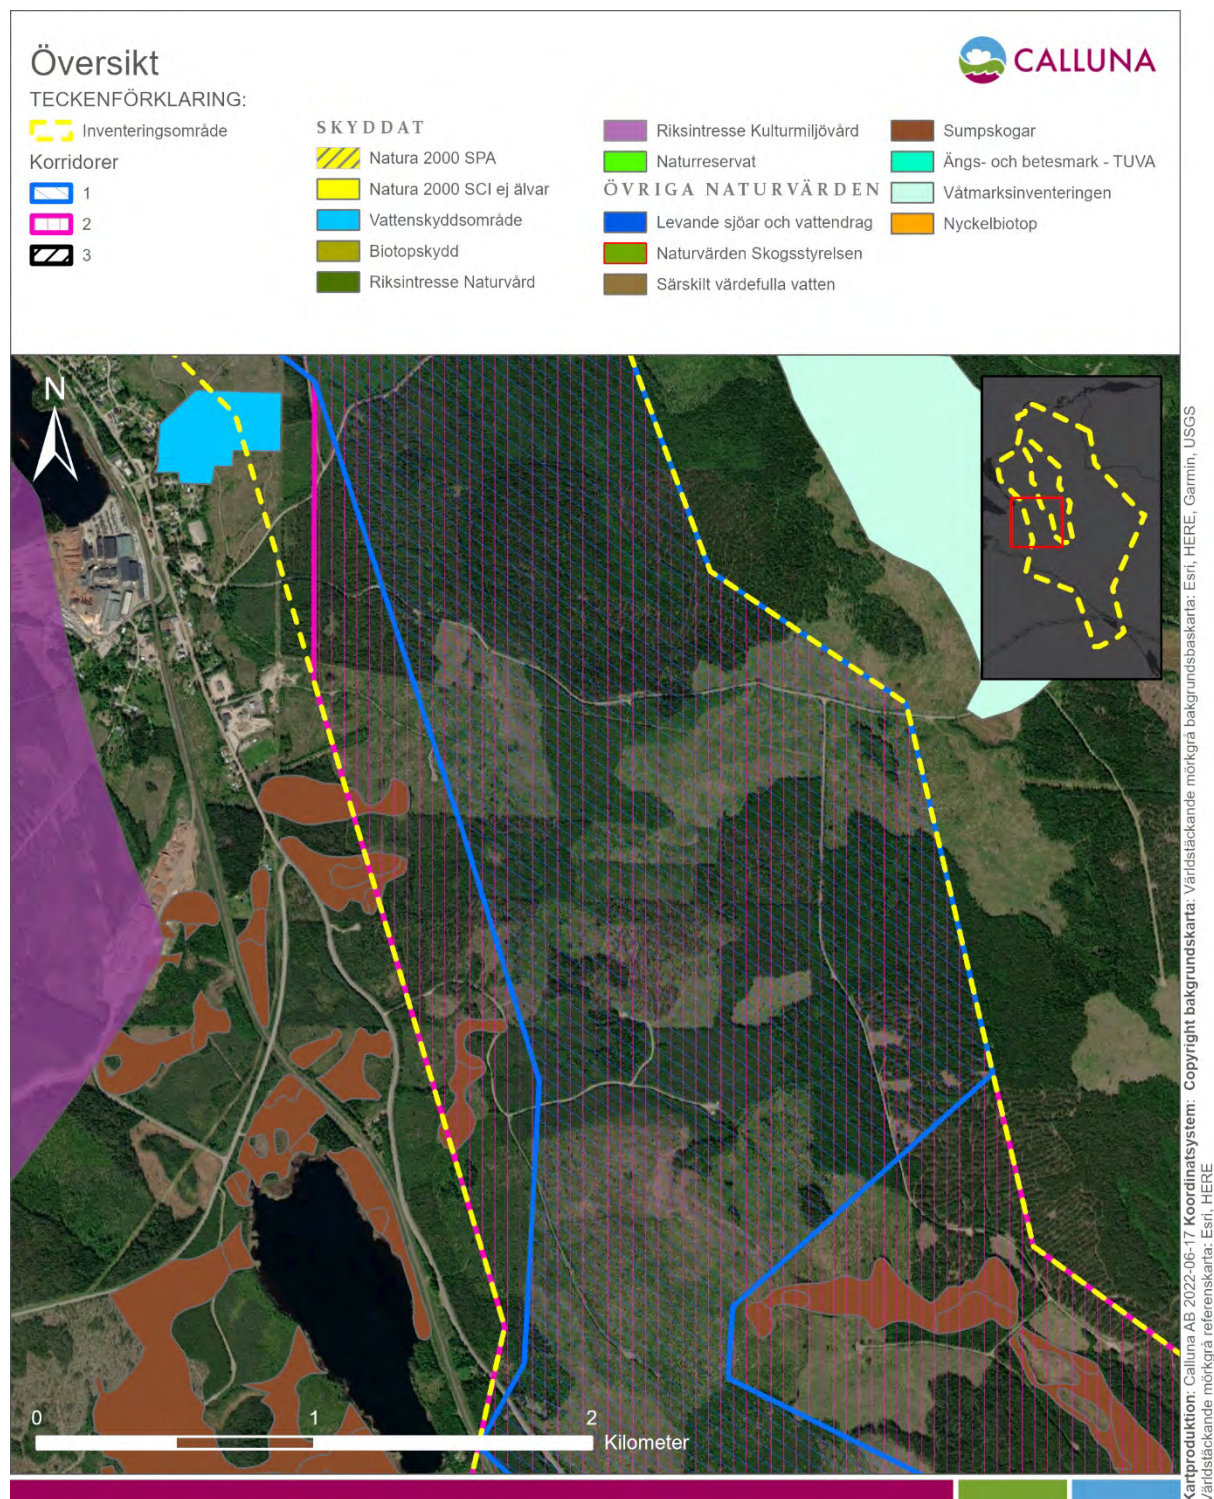 Översikt
CALLUNA
TECKENFÖRKLARING:
Inventeringsområde
Korridorer
1
2
3
SKYDDAT
Natura 2000 SPA
Natura 2000 SCI ej älvar
Vattenskyddsområde
Biotopskydd
Riksintresse Naturvård
Riksintresse Kulturmiljövård
Naturreservat
ÖVRIGA NATURVÄRDEN
Levande sjöar och vattendrag
Naturvärden Skogsstyrelsen
Särskilt värdefulla vatten
Sumpskogar
Ängs- och betesmark - TUVA
Våtmarksinventeringen
Nyckelbiotop
N
0 1 2
Kilometer
Kartproduktion: Calluna AB 2022-06-17 Koordinatsystem: Copyright bakgrundskarta: Världstäckande mörkgrå bakgrundsbaskarta: Esri, HERE, Garmin, USGS
Världstäckande mörkgrå referenskarta: Esri, HERE